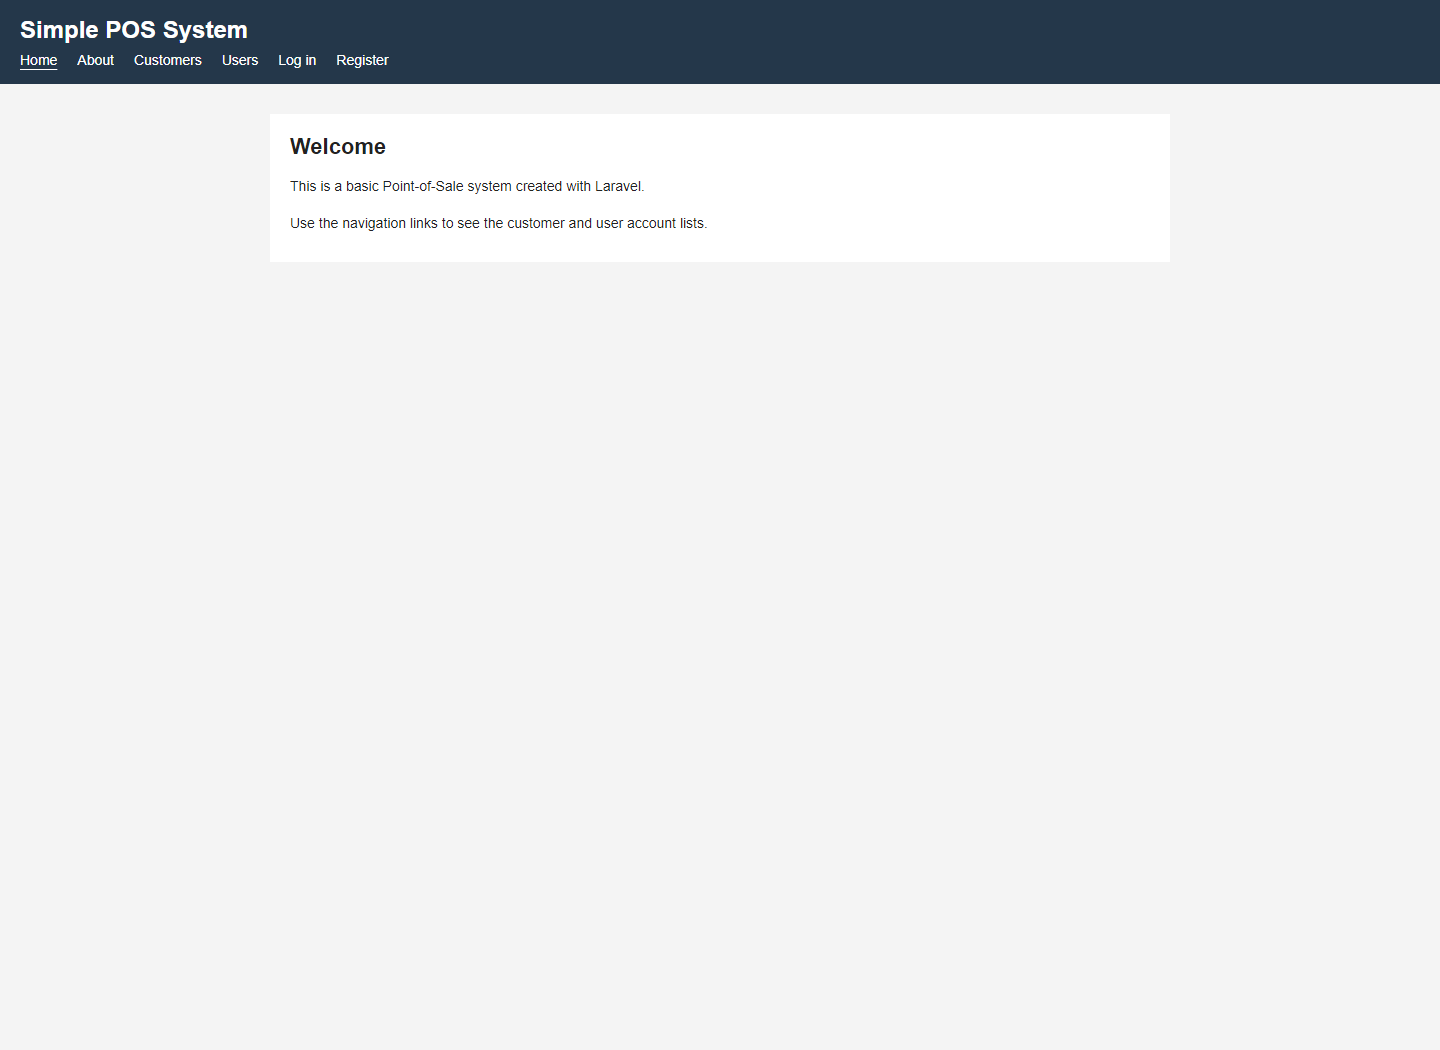 Simple POS System
Home About Customers Users Log in Register
Welcome
This is a basic Point-of-Sale system created with Laravel.
Use the navigation links to see the customer and user account lists.